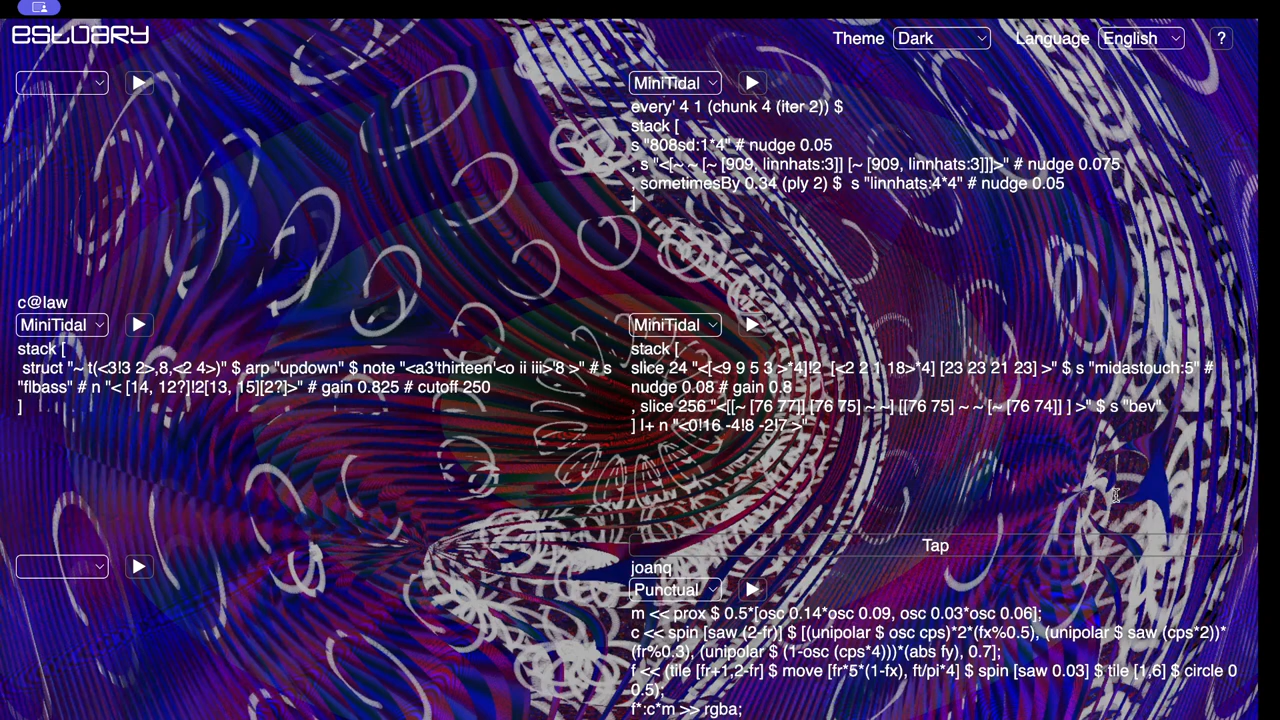 estuary
Theme Dark Language English ?
MiniTidal
every' 4 1 (chunk 4 (iter 2)) $
stack [
s "808sd:1*4" # nudge 0.05
, s "<[~ ~ [~ [909, linnhats:3]] [~ [909, linnhats:3]]]>" # nudge 0.075
, sometimesBy 0.34 (ply 2) $  s "linnhats:4*4" # nudge 0.05
]
c@law
MiniTidal
stack [
struct "~ t(<3!3 2>,8,<2 4>)" $ arp "updown" $ note "<a3'thirteen'<o ii iii>'8 >" # s
"flbass" # n "< [14, 12?]!2[13, 15][2?]>" # gain 0.825 # cutoff 250
]
MiniTidal
stack [
slice 24 "<[<9 9 5 3 >*4]!2  [<2 2 1 18>*4] [23 23 21 23] >" $ s "midastouch:5" #
nudge 0.08 # gain 0.8
, slice 256 "<[[~ [76 77]] [76 75] ~ ~] [[76 75] ~ ~ [~ [76 74]] ] >" $ s "bev"
] |+ n "<0!16 -4!8 -2!7 >"
Tap
joanq
Punctual
m << prox $ 0.5*[osc 0.14*osc 0.09, osc 0.03*osc 0.06];
c << spin [saw (2-fr)] $ [(unipolar $ osc cps)*2*(fx%0.5), (unipolar $ saw (cps*2))*
(fr%0.3), (unipolar $ (1-osc (cps*4)))*(abs fy), 0.7];
f << (tile [fr+1,2-fr] $ move [fr*5*(1-fx), ft/pi*4] $ spin [saw 0.03] $ tile [1,6] $ circle 0
0.5);
f*:c*m >> rgba;